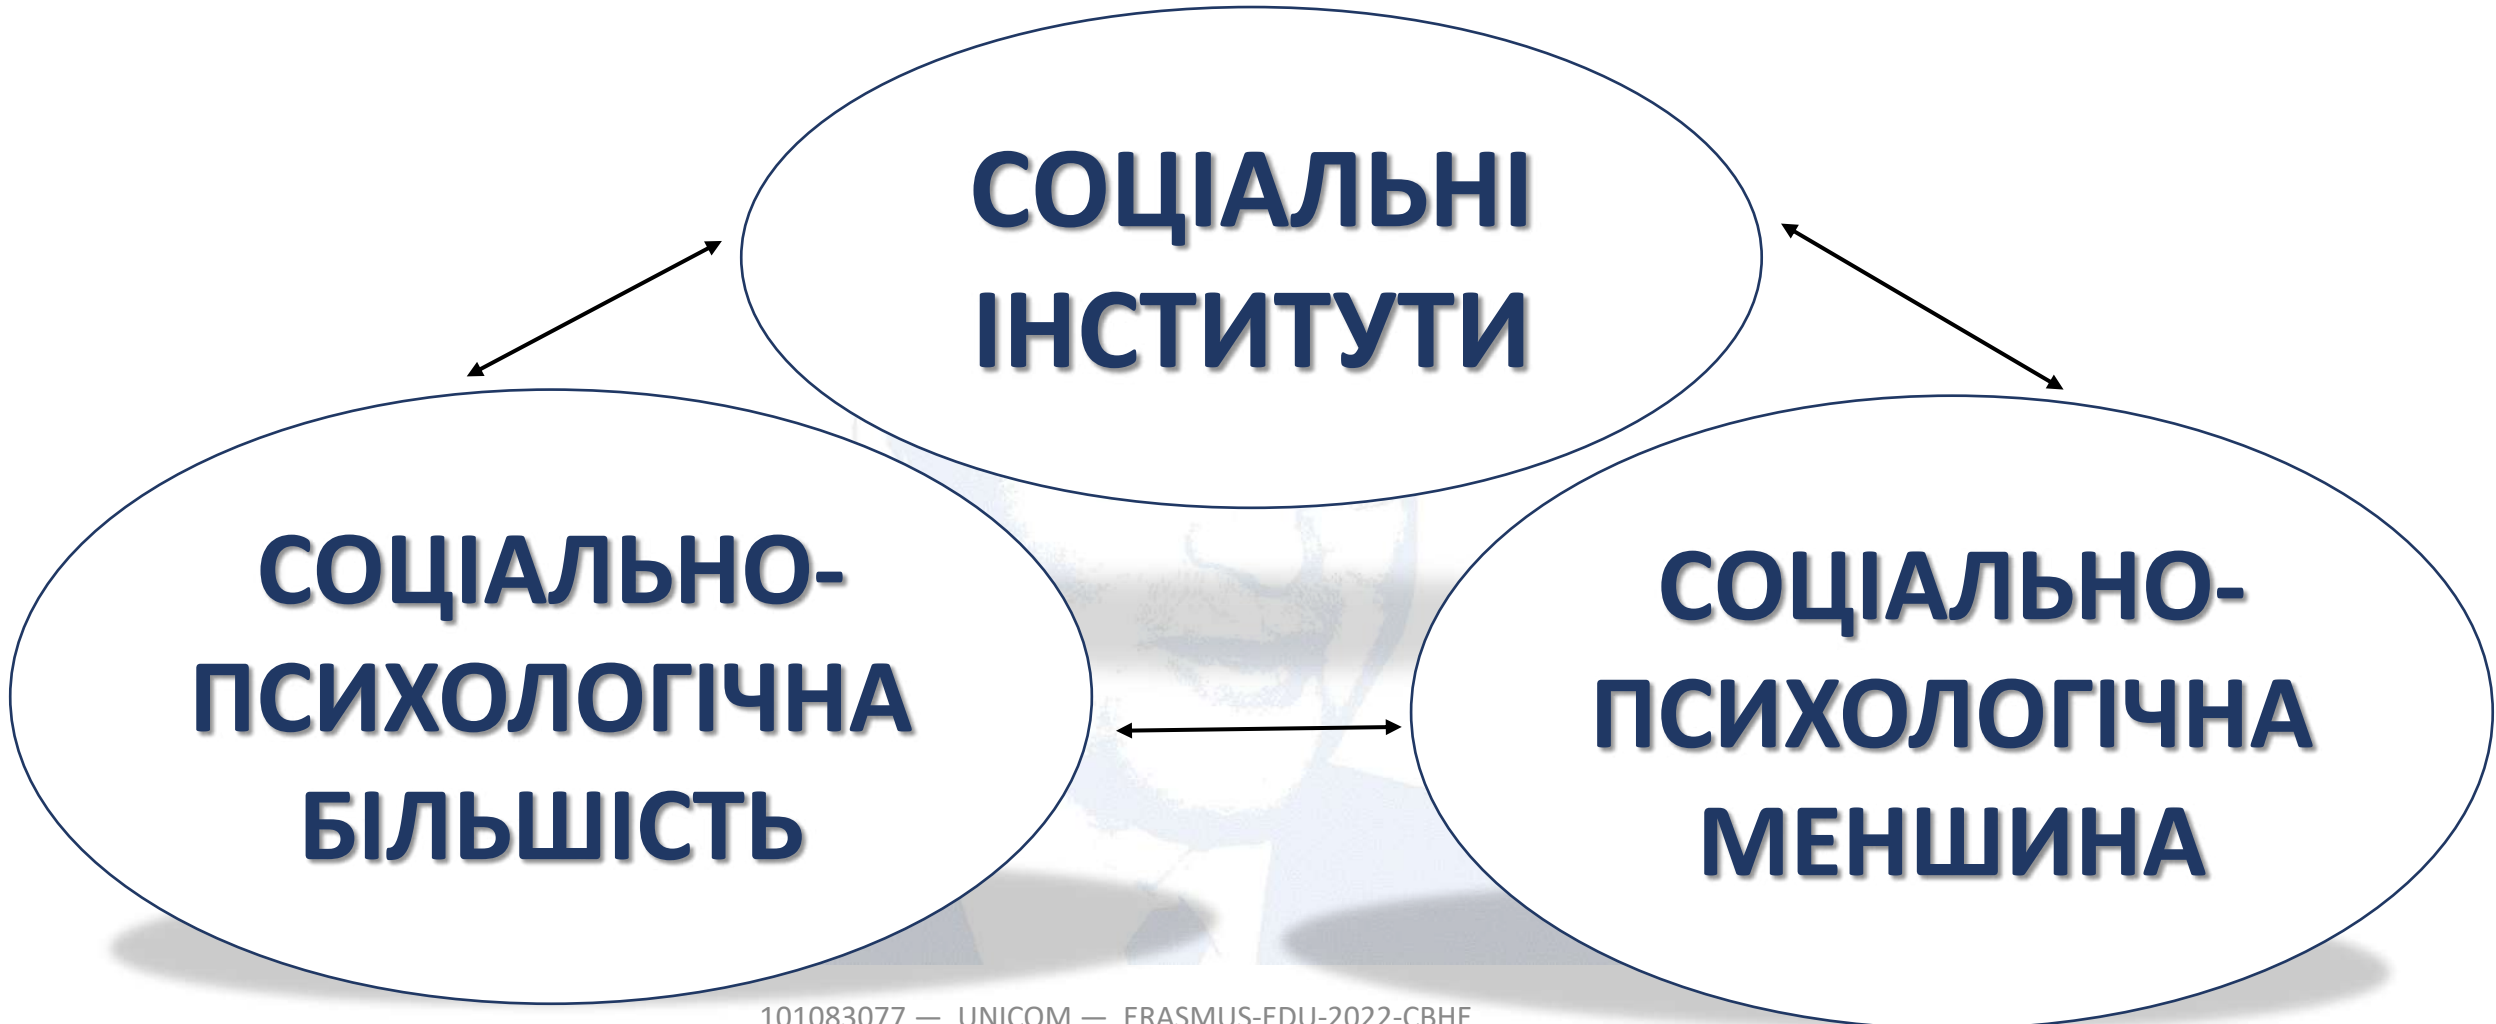 СОЦІАЛЬНІ
ІНСТИТУТИ
СОЦІАЛЬНО-
ПСИХОЛОГІЧНА
БІЛЬШІСТЬ
СОЦІАЛЬНО-
ПСИХОЛОГІЧНА
МЕНШИНА
101083077 — UNICOM — ERASMUS-EDU-2022-CBHE